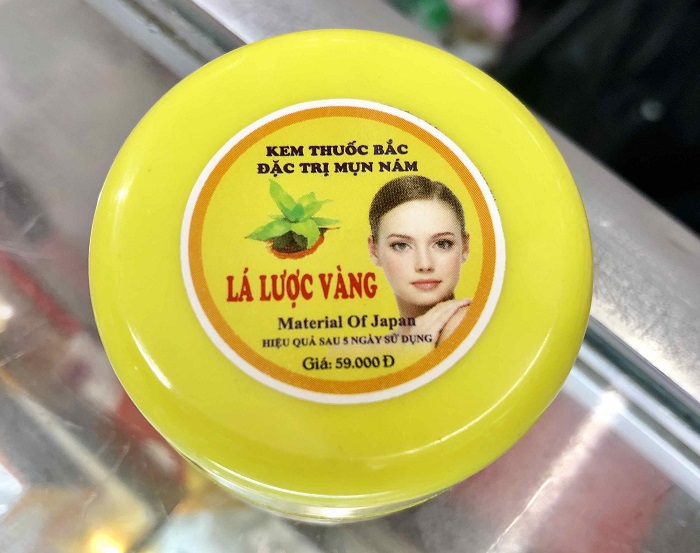 KEM THUỐC BẮC
ĐẶC TRỊ MỤN NÁM
LÁ LƯỢC VÀNG
Material Of Japan
HIỆU QUẢ SAU 5 NGÀY SỬ DỤNG
Giá: 59.000 Đ